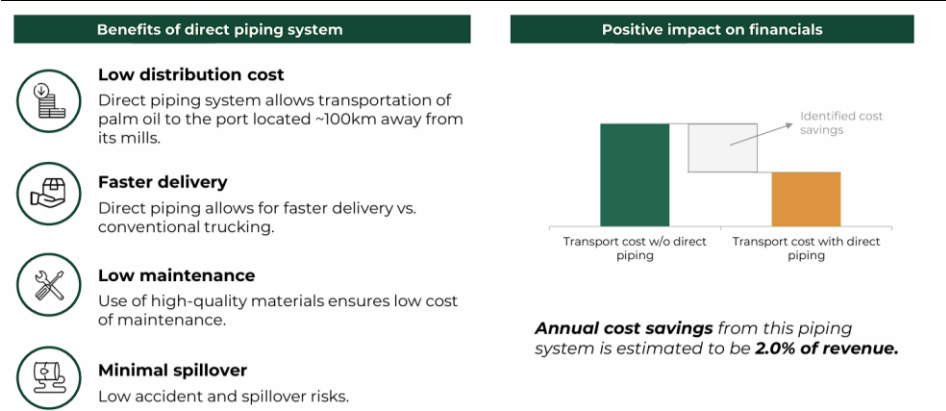 Benefits of direct piping system
Low distribution cost
Direct piping system allows transportation of
palm oil to the port located ~100km away from
its mills.
Faster delivery
Direct piping allows for faster delivery vs.
conventional trucking.
Low maintenance
Use of high-quality materials ensures low cost
of maintenance.
Minimal spillover
Low accident and spillover risks.
Positive impact on financials
Identified cost
savings
Transport cost w/o direct
piping
Transport cost with direct
piping
Annual cost savings from this piping
system is estimated to be 2.0% of revenue.